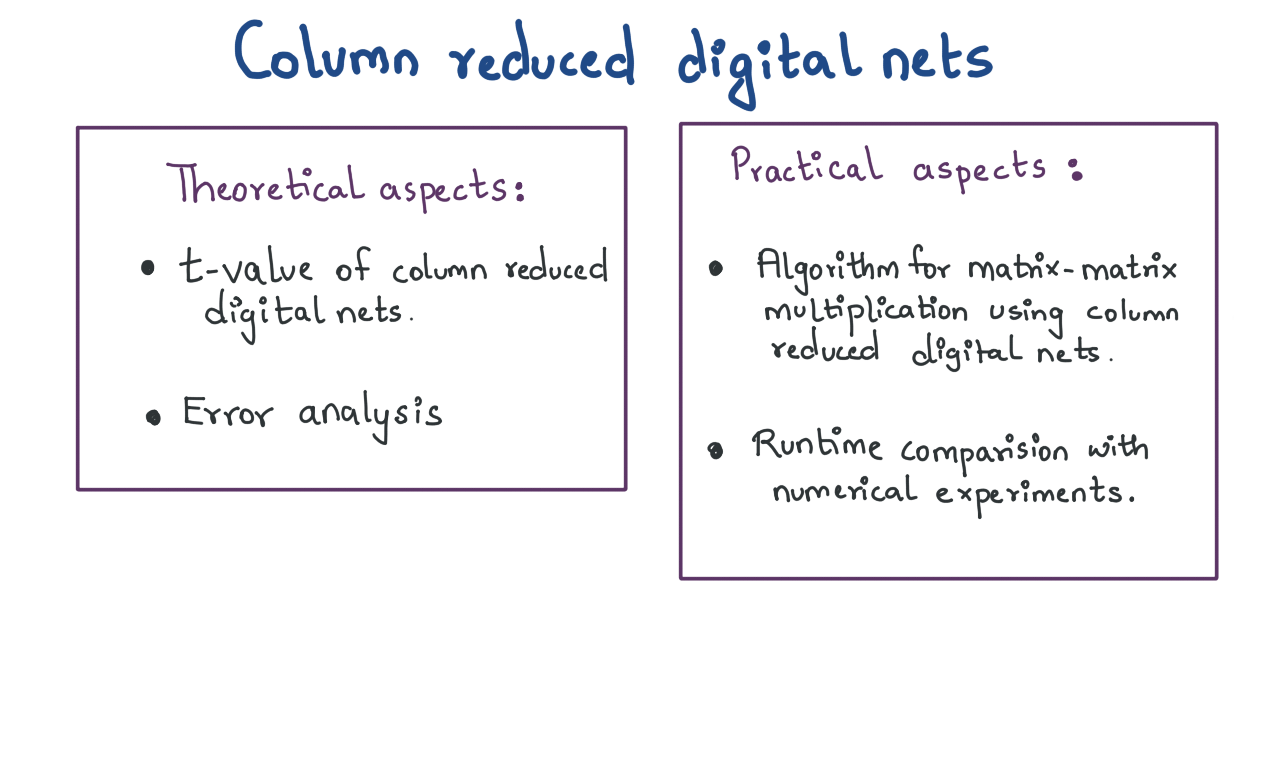 Column reduced digital nets
Theoretical aspects:
• t-value of column reduced
digital nets.
• Error analysis
Practical aspects :
• Algorithm for matrix-matrix
multiplication using column
reduced digital nets.
• Runtime comparision with
numerical experiments.